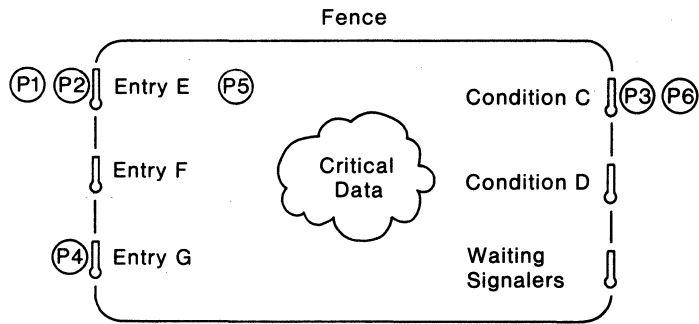 Fence
P1 P2 Entry E P5
Condition C P3 P6
Entry F
Critical
Data
Condition D
P4 Entry G
Waiting
Signalers